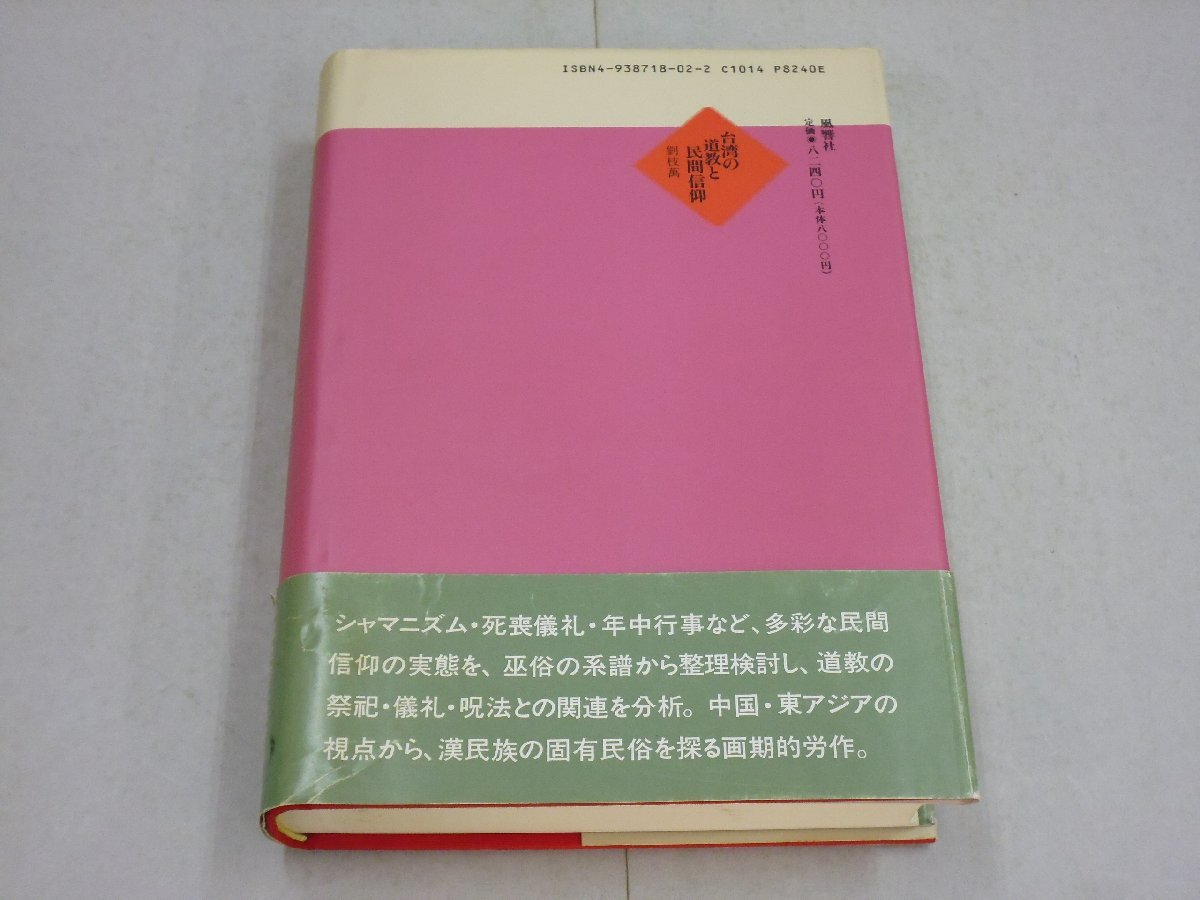 ISBN4-938718-02-2 C1014 P8240E
風響社
定価●八二四〇円(本体八〇〇〇円)
台湾の
道教と
民間信仰
劉枝萬
シャマニズム・死喪儀礼・年中行事など、多彩な民間
信仰の実態を、巫俗の系譜から整理検討し、道教の
祭祀・儀礼・呪法との関連を分析。中国・東アジアの
視点から、漢民族の固有民俗を探る画期的労作。